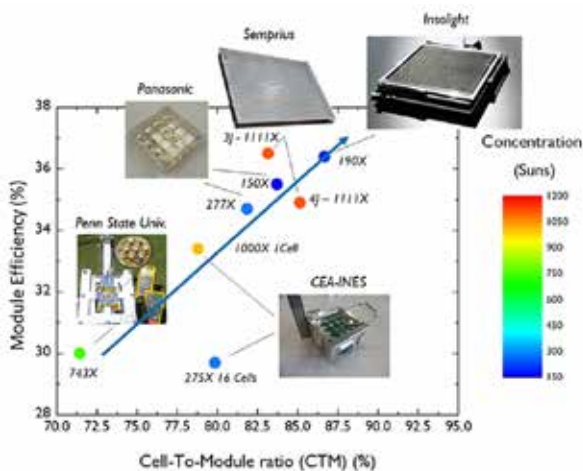 Semprius
Insolight
Panasonic
38
36
34
32
30
28
Module Efficiency (%)
3J - 1111X
190X
150X
277X
4J - 1111X
Penn State Univ.
1000X 1Cell
CEA-INES
743X
275X 16 Cells
70.0 72.5 75.0 77.5 80.0 82.5 85.0 87.5 90.0 92.5 95.0
Cell-To-Module ratio (CTM) (%)
Concentration
(Suns)
1200
1050
900
750
600
450
300
150